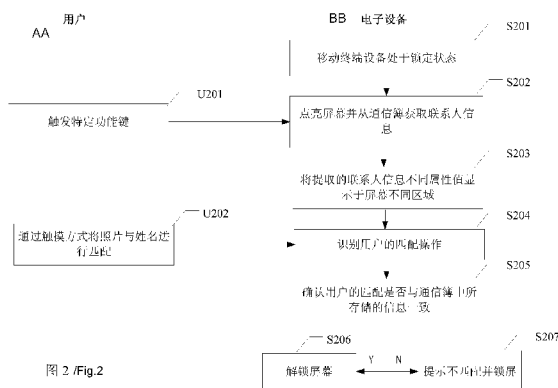 用户
AA
BB 电子设备
S201
移动终端设备处于锁定状态
S202
U201
触发特定功能键
点亮屏幕并从通信簿获取联系人信
息
S203
将提取的联系人信息不同属性值显
示于屏幕不同区域
U202
S204
通过触摸方式将照片与姓名进
行匹配
识别用户的匹配操作
S205
确认用户的匹配是否与通信簿中所
存储的信息一致
S206
S207
解锁屏幕
Y N
提示不匹配并锁屏
图 2 /Fig.2